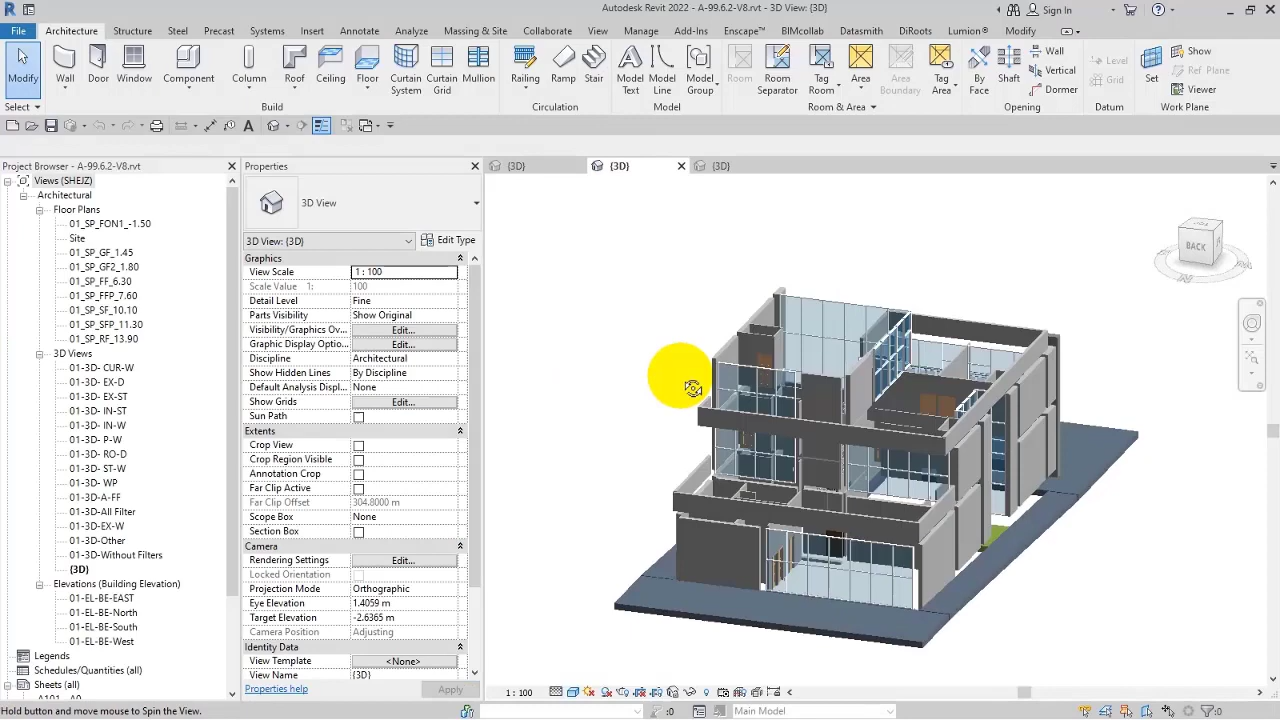 Autodesk Revit 2022 - A-99.6.2-V8.rvt - 3D View: {3D}
Sign In
File Architecture Structure Steel Precast Systems Insert Annotate Analyze Massing & Site Collaborate View Manage Add-Ins Enscape™ BIMcollab Datasmith DiRoots Lumion® Modify
Modify Wall Door Window Component Column Roof Ceiling Floor Curtain System Curtain Grid Mullion Railing Ramp Stair Model Text Model Line Model Group Room Room Separator Tag Room Area Area Boundary Tag Area By Face Shaft Wall Vertical Dormer Level Grid Set Show Ref Plane Viewer
Select Build Circulation Model Room & Area Opening Datum Work Plane
Project Browser - A-99.6.2-V8.rvt
Views (SHEJZ)
Architectural
Floor Plans
01_SP_FON1_-1.50
Site
01_SP_GF_1.45
01_SP_GF2_1.80
01_SP_FF_6.30
01_SP_FFP_7.60
01_SP_SF_10.10
01_SP_SFP_11.30
01_SP_RF_13.90
3D Views
01-3D- CUR-W
01-3D- EX-D
01-3D- EX-ST
01-3D- IN-ST
01-3D- IN-W
01-3D- P-W
01-3D- RO-D
01-3D- ST-W
01-3D- WP
01-3D-A-FF
01-3D-All Filter
01-3D-EX-W
01-3D-Other
01-3D-Without Filters
{3D}
Elevations (Building Elevation)
01-EL-BE-EAST
01-EL-BE-North
01-EL-BE-South
01-EL-BE-West
Legends
Schedules/Quantities (all)
Sheets (all)
A101 - A0
Properties
3D View
3D View: {3D} Edit Type
Graphics
View Scale 1 : 100
Scale Value 1: 100
Detail Level Fine
Parts Visibility Show Original
Visibility/Graphics Ov... Edit...
Graphic Display Optio... Edit...
Discipline Architectural
Show Hidden Lines By Discipline
Default Analysis Displ... None
Show Grids Edit...
Sun Path
Extents
Crop View
Crop Region Visible
Annotation Crop
Far Clip Active
Far Clip Offset 304.8000 m
Scope Box None
Section Box
Camera
Rendering Settings Edit...
Locked Orientation
Projection Mode Orthographic
Eye Elevation 1.4059 m
Target Elevation -2.6365 m
Camera Position Adjusting
Identity Data
View Template <None>
View Name {3D}
Properties help Apply
{3D} {3D} {3D}
BACK
1 : 100
Hold button and move mouse to Spin the View.
:0 Main Model :0